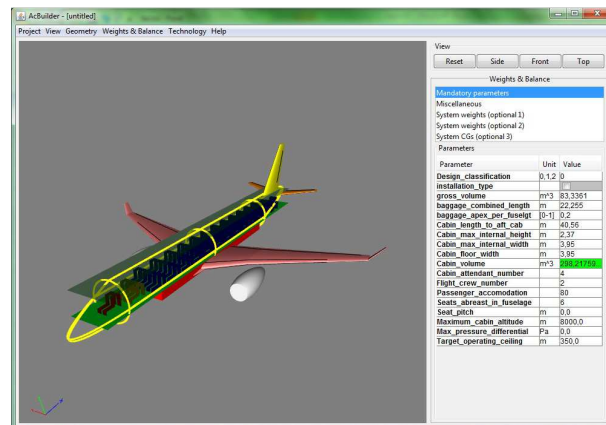 AcBuilder - [untitled]
Project View Geometry Weights & Balance Technology Help
View
Reset Side Front Top
Weights & Balance
Mandatory parameters
Miscellaneous
System weights (optional 1)
System weights (optional 2)
System CGs (optional 3)
Parameters
Parameter Unit Value
Design_classification 0,1,2 0
installation_type
gross_volume m^3 83,3361
baggage_combined_length m 22,255
baggage_apex_per_fuselgt [0-1] 0,2
Cabin_length_to_aft_cab m 40,56
Cabin_max_internal_height m 2,37
Cabin_max_internal_width m 3,95
Cabin_floor_width m 3,95
Cabin_volume m^3 298,21759...
Cabin_attendant_number 4
Flight_crew_number 2
Passenger_accomodation 80
Seats_abreast_in_fuselage 6
Seat_pitch m 0,0
Maximum_cabin_altitude m 8000,0
Max_pressure_differential Pa 0,0
Target_operating_ceiling m 350,0